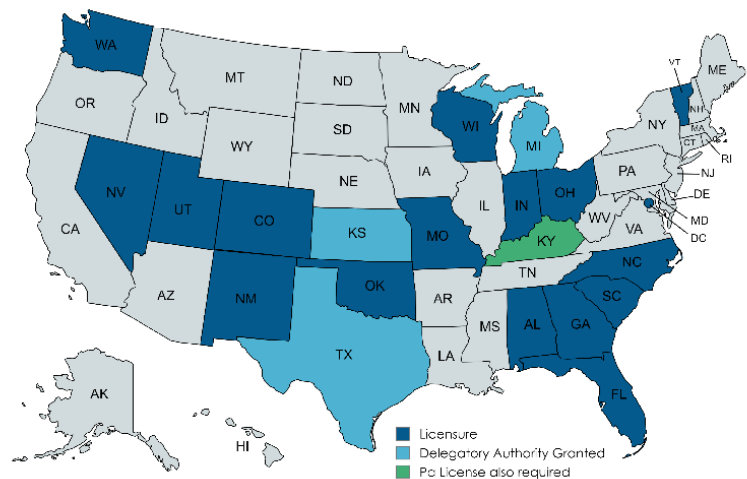 WA
VT
ME
MT
ND
MN
OR
ID
SD
WI
MI
NH
MA
NY
CT
RI
WY
IA
PA
NJ
NE
DE
NV
UT
CO
IL
IN
OH
WV
MD
KS
MO
KY
VA
DC
CA
NC
TN
AZ
NM
OK
AR
SC
MS
AL
GA
LA
TX
FL
AK
HI
Licensure
Delegatory Authority Granted
Pa License also required